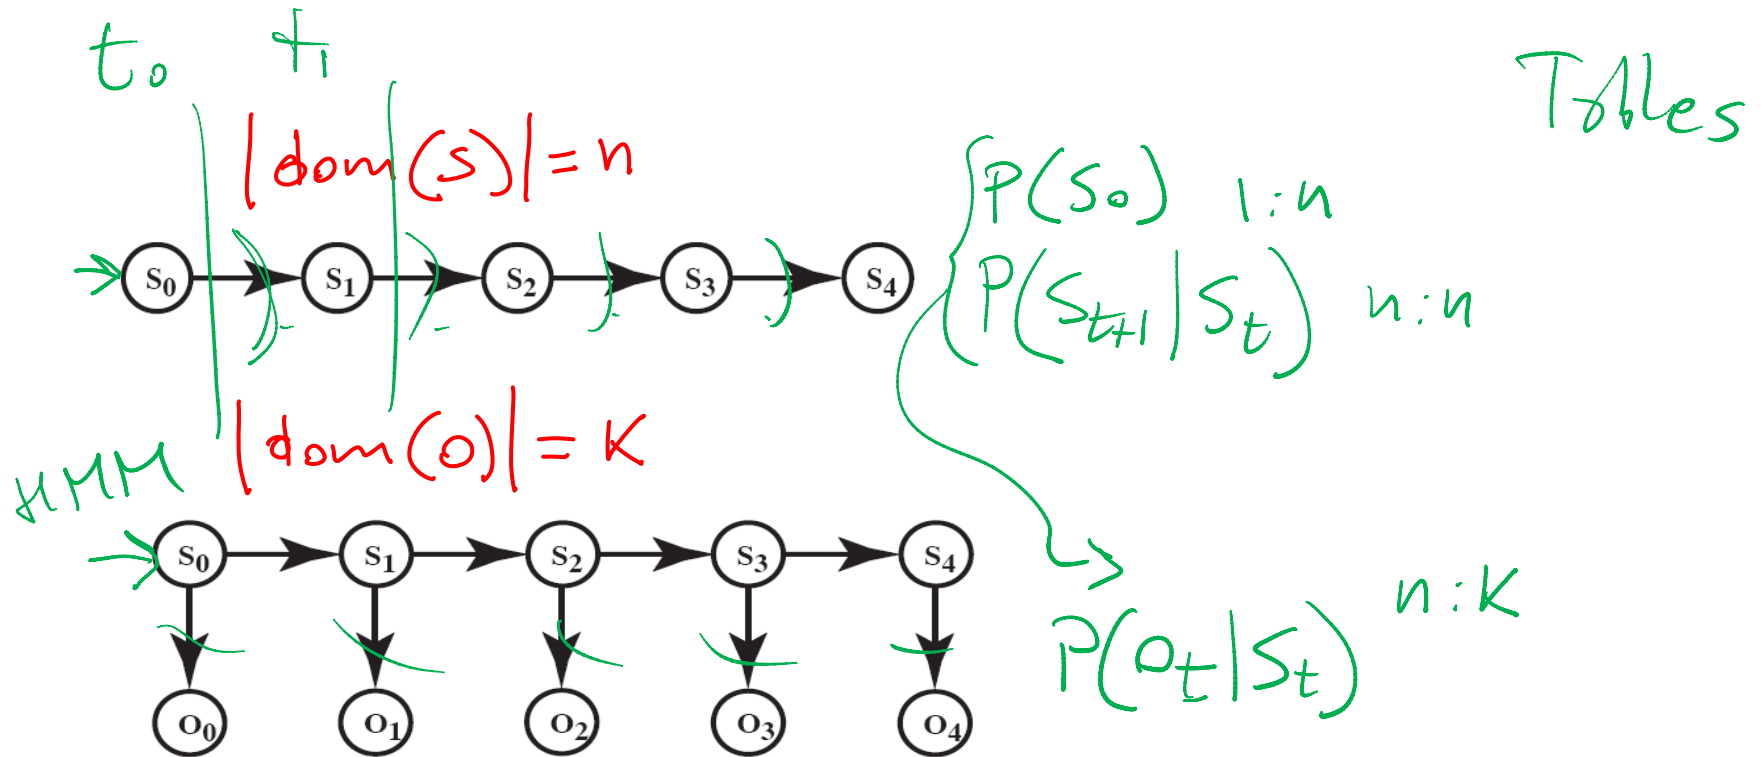 t₀ t₁
Tables
|dom(S)| = n
P(S₀) 1:n
S₀ S₁ S₂ S₃ S₄
P(Sₜ₊₁|Sₜ) n:n
|dom(O)| = K
HMM
S₀ S₁ S₂ S₃ S₄
n:K
P(Oₜ|Sₜ)
O₀ O₁ O₂ O₃ O₄